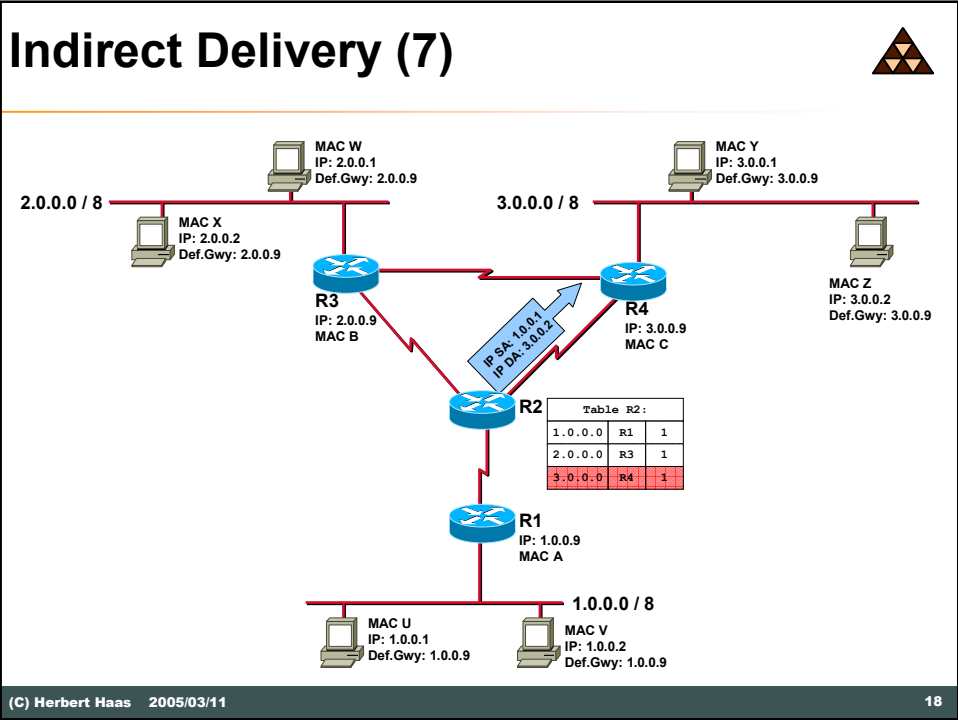 Indirect Delivery (7)
MAC W
IP: 2.0.0.1
Def.Gwy: 2.0.0.9
MAC Y
IP: 3.0.0.1
Def.Gwy: 3.0.0.9
2.0.0.0 / 8
3.0.0.0 / 8
MAC X
IP: 2.0.0.2
Def.Gwy: 2.0.0.9
MAC Z
IP: 3.0.0.2
Def.Gwy: 3.0.0.9
R3
IP: 2.0.0.9
MAC B
R4
IP: 3.0.0.9
MAC C
IP SA: 1.0.0.1
IP DA: 3.0.0.2
R2
Table R2:
1.0.0.0 R1 1
2.0.0.0 R3 1
3.0.0.0 R4 1
R1
IP: 1.0.0.9
MAC A
1.0.0.0 / 8
MAC U
IP: 1.0.0.1
Def.Gwy: 1.0.0.9
MAC V
IP: 1.0.0.2
Def.Gwy: 1.0.0.9
(C) Herbert Haas 2005/03/11
18